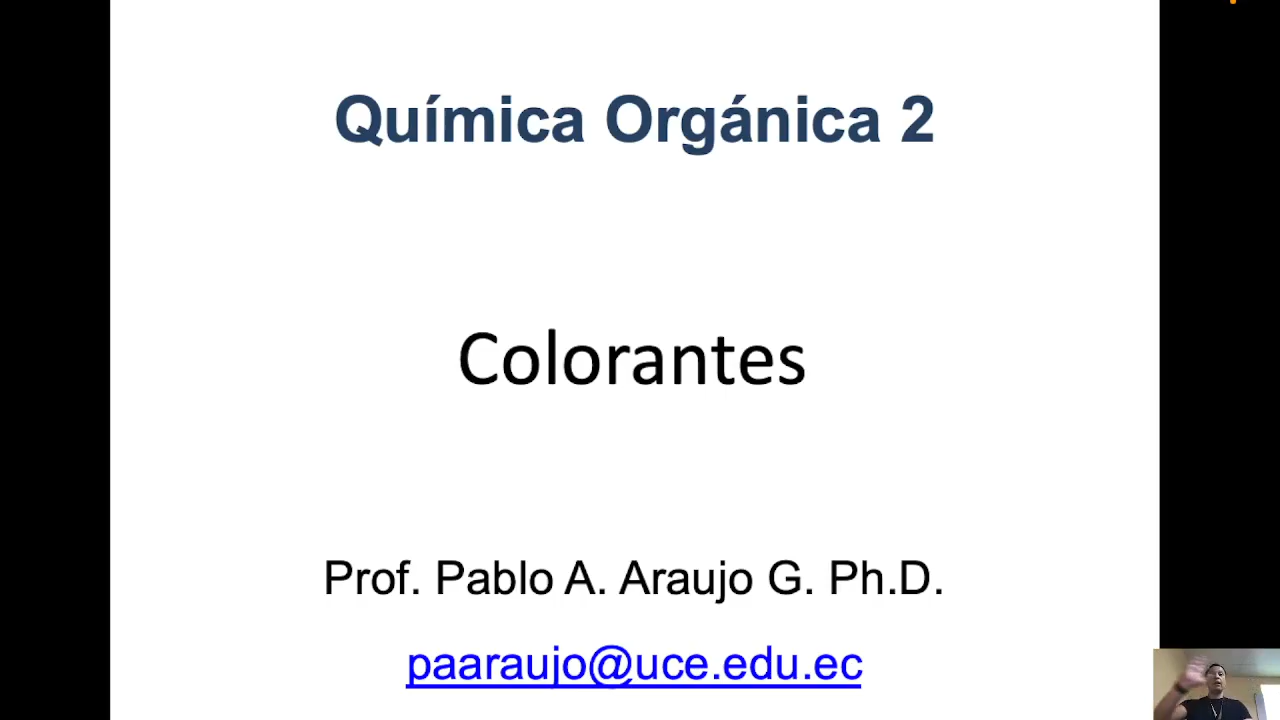 Química Orgánica 2
Colorantes
Prof. Pablo A. Araujo G. Ph.D.
paaraujo@uce.edu.ec